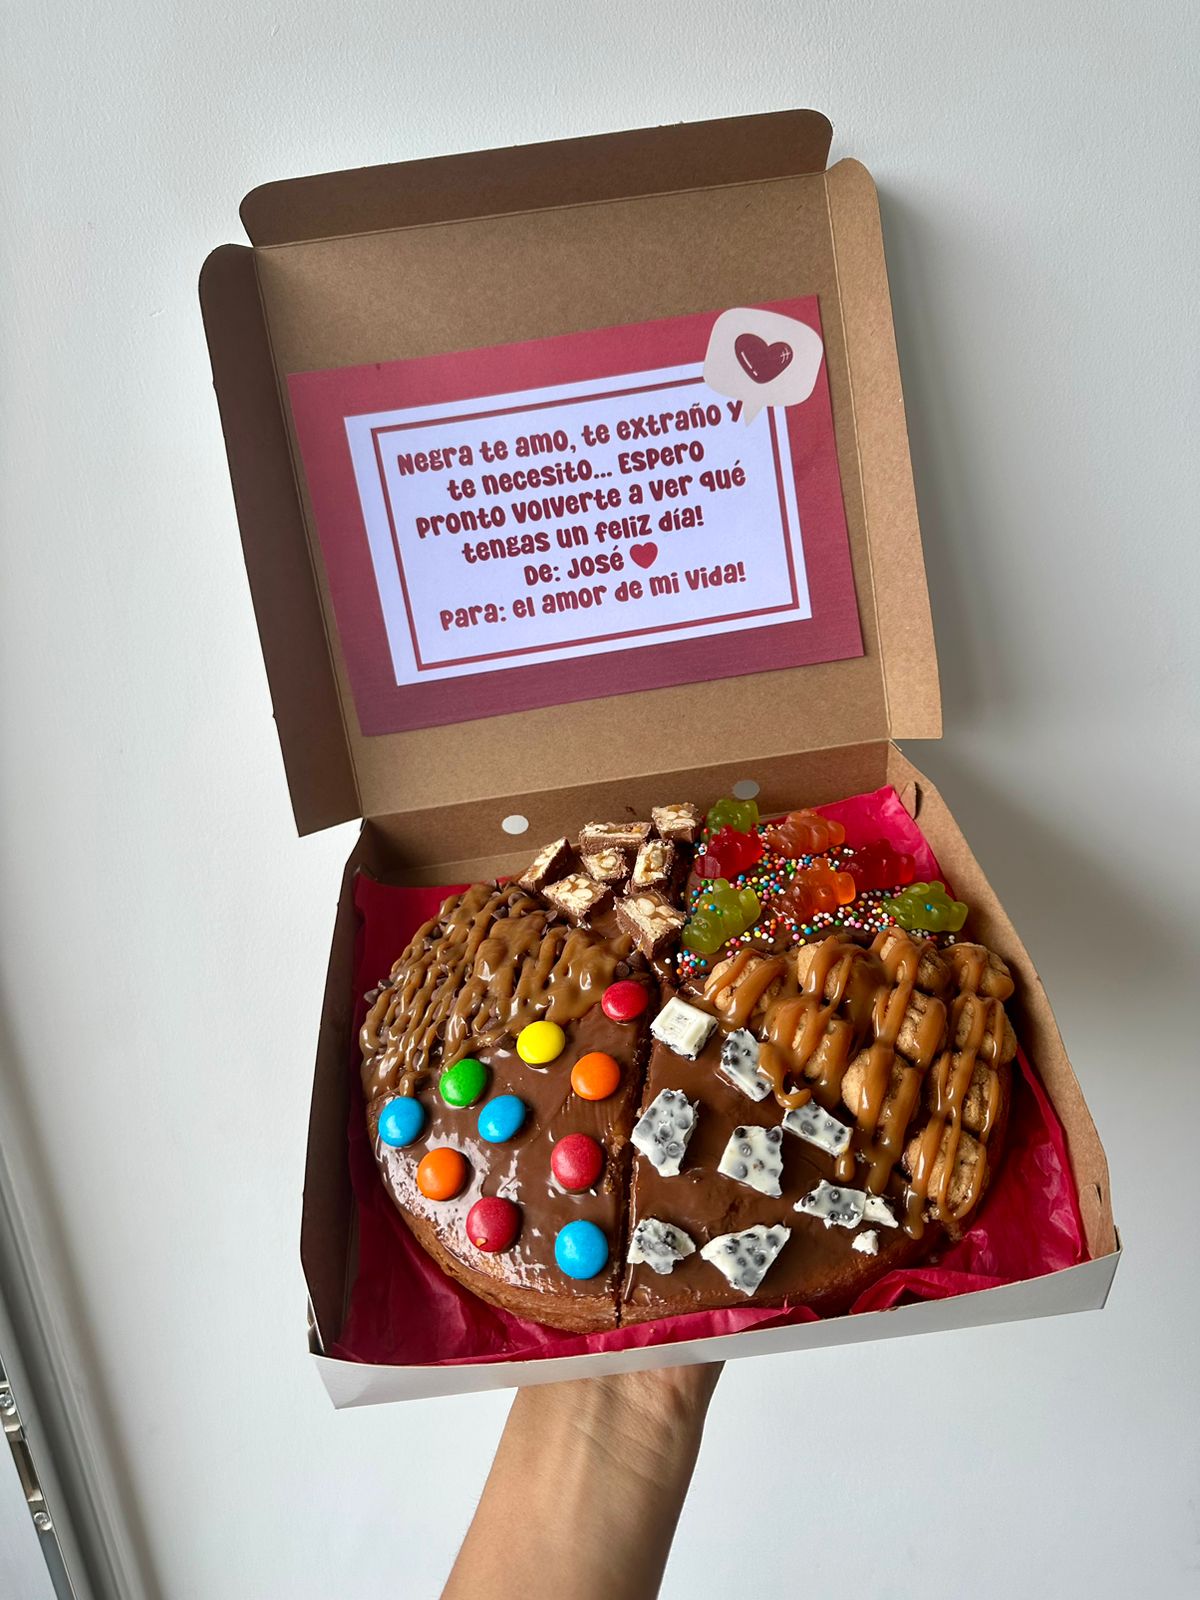 Negra te amo, te extraño y
te necesito... Espero
pronto volverte a ver qué
tengas un feliz día!
De: José ❤
Para: el amor de mi vida!